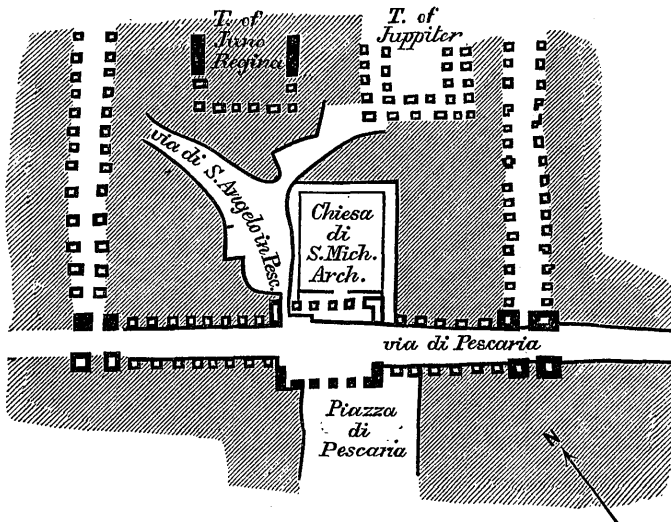 T. of
Juno
Regina
T. of
Juppiter
via di S. Angelo in Pesc.
Chiesa
di
S. Mich.
Arch.
via di Pescaria
Piazza
di
Pescaria
N